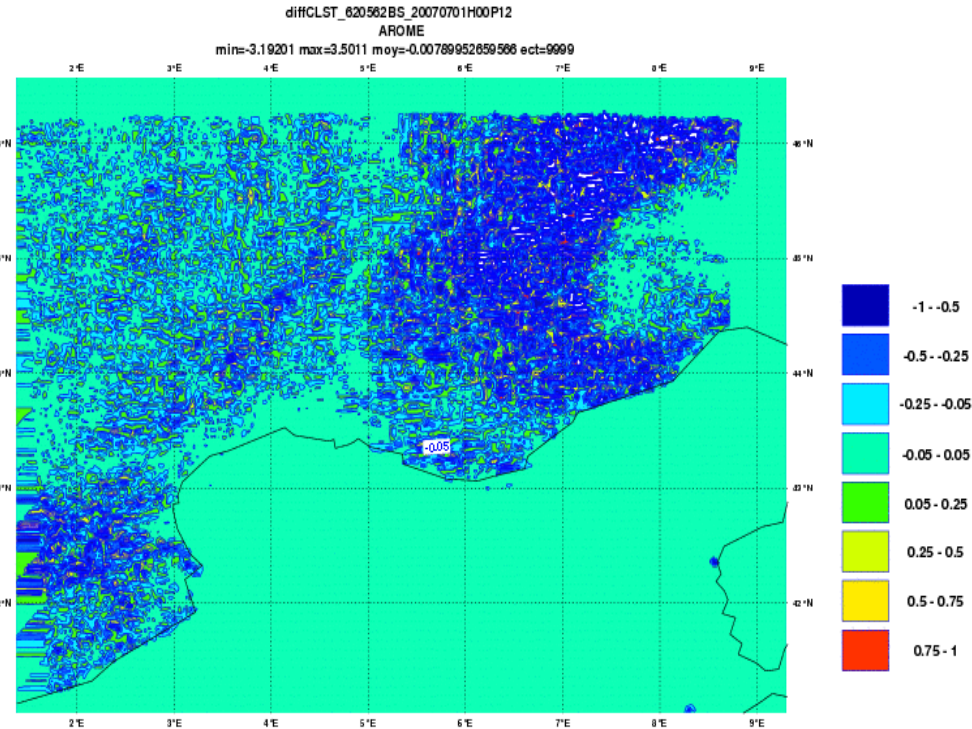 diffCLST_620562BS_20070701H00P12
AROME
min=-3.19201 max=3.5011 moy=-0.00789952659566 ect=9999
2°E 3°E 4°E 5°E 6°E 7°E 8°E 9°E
°N 46°N
°N 45°N
°N 44°N
-0.05
°N 43°N
°N 42°N
2°E 3°E 4°E 5°E 6°E 7°E 8°E 9°E
-1 - -0.5
-0.5 - -0.25
-0.25 - -0.05
-0.05 - 0.05
0.05 - 0.25
0.25 - 0.5
0.5 - 0.75
0.75 - 1